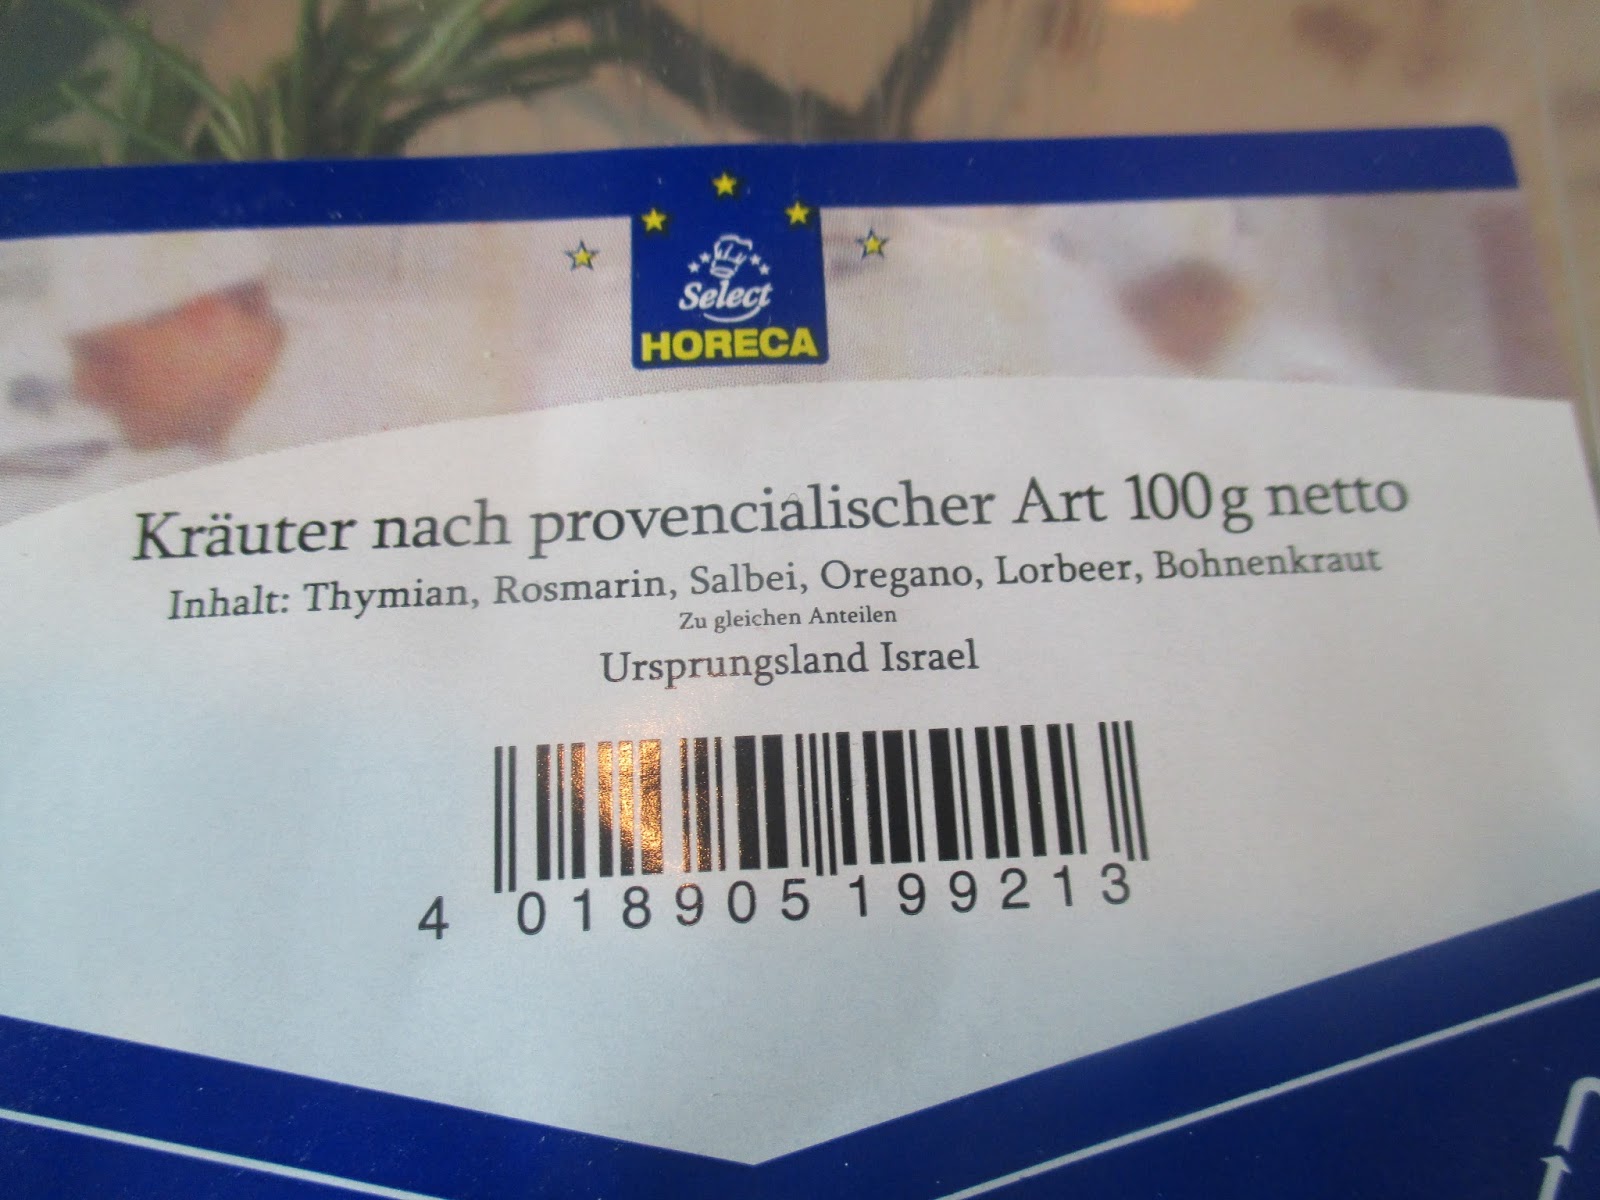 Select
HORECA
Kräuter nach provencialischer Art 100g netto
Inhalt: Thymian, Rosmarin, Salbei, Oregano, Lorbeer, Bohnenkraut
Zu gleichen Anteilen
Ursprungsland Israel
4 018905 199213